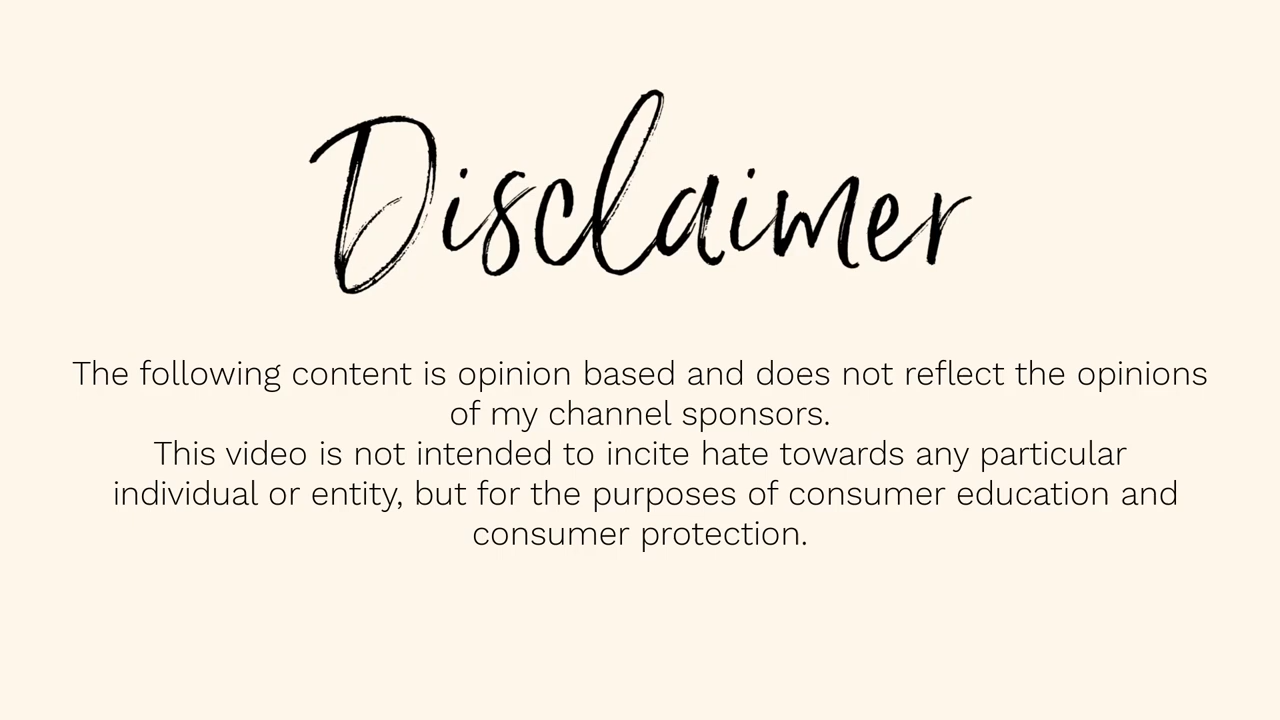 Disclaimer
The following content is opinion based and does not reflect the opinions
of my channel sponsors.
This video is not intended to incite hate towards any particular
individual or entity, but for the purposes of consumer education and
consumer protection.